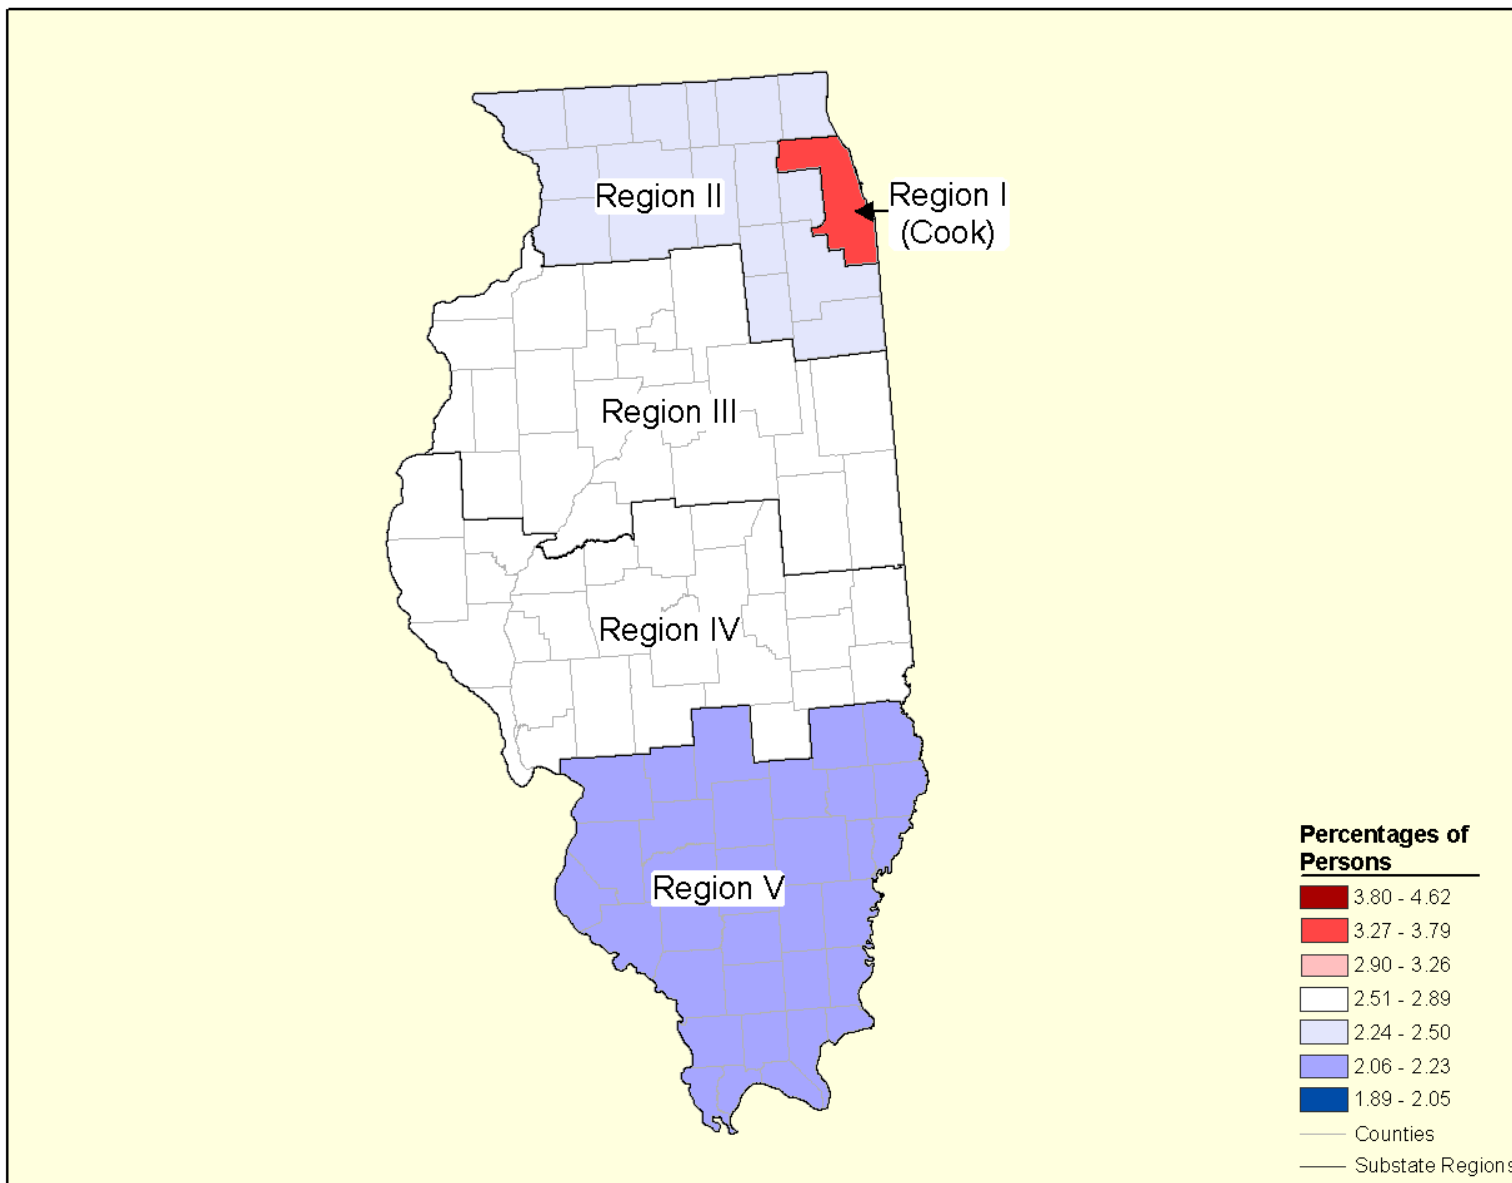 Region II
Region I
(Cook)
Region III
Region IV
Region V
Percentages of
Persons
3.80 - 4.62
3.27 - 3.79
2.90 - 3.26
2.51 - 2.89
2.24 - 2.50
2.06 - 2.23
1.89 - 2.05
Counties
Substate Regions